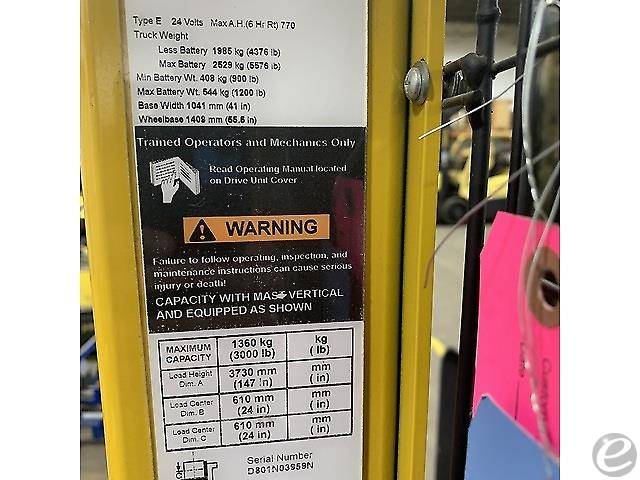 Type E 24 Volts Max A.H.(6 Hr Rt) 770
Truck Weight
Less Battery 1985 kg (4376 lb)
Max Battery 2529 kg (5576 lb)
Min Battery Wt. 408 kg (900 lb)
Max Battery Wt. 544 kg (1200 lb)
Base Width 1041 mm (41 in)
Wheelbase 1409 mm (55.5 in)
Trained Operators and Mechanics Only
Read Operating Manual located
on Drive Unit Cover
WARNING
Failure to follow operating, inspection, and
maintenance instructions can cause serious
injury or death!
CAPACITY WITH MAST VERTICAL
AND EQUIPPED AS SHOWN
MAXIMUM CAPACITY 1360 kg (3000 lb) kg ( lb)
Load Height Dim. A 3730 mm (147 in) mm ( in)
Load Center Dim. B 610 mm (24 in) mm ( in)
Load Center Dim. C 610 mm (24 in) mm ( in)
Serial Number
D801N03959N
C
e